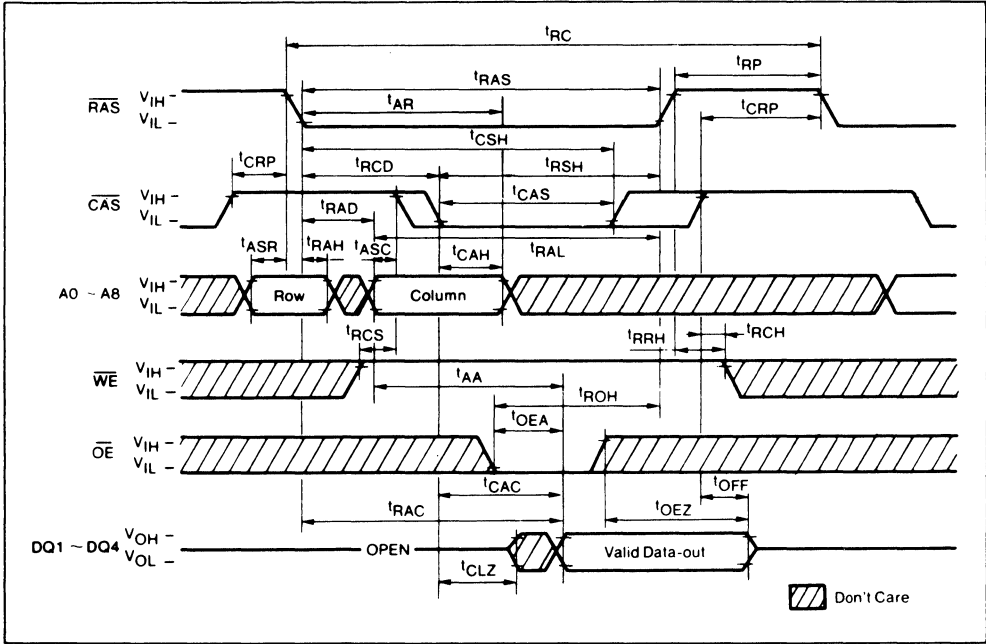 tRC
tRP
tRAS
tAR
tCRP
RAS VIH –
VIL –
tCSH
tRCD tRSH
tCRP
tCAS
CAS VIH –
VIL –
tRAD
tRAL
tASR tRAH tASC tCAH
A0 ~ A8 VIH –
VIL –
Row Column
tRCS tRRH tRCH
WE VIH –
VIL –
tAA
tROH
tOEA
OE VIH –
VIL –
tCAC tOFF
tRAC tOEZ
DQ1 ~ DQ4 VOH –
VOL –
OPEN Valid Data-out
tCLZ
Don't Care